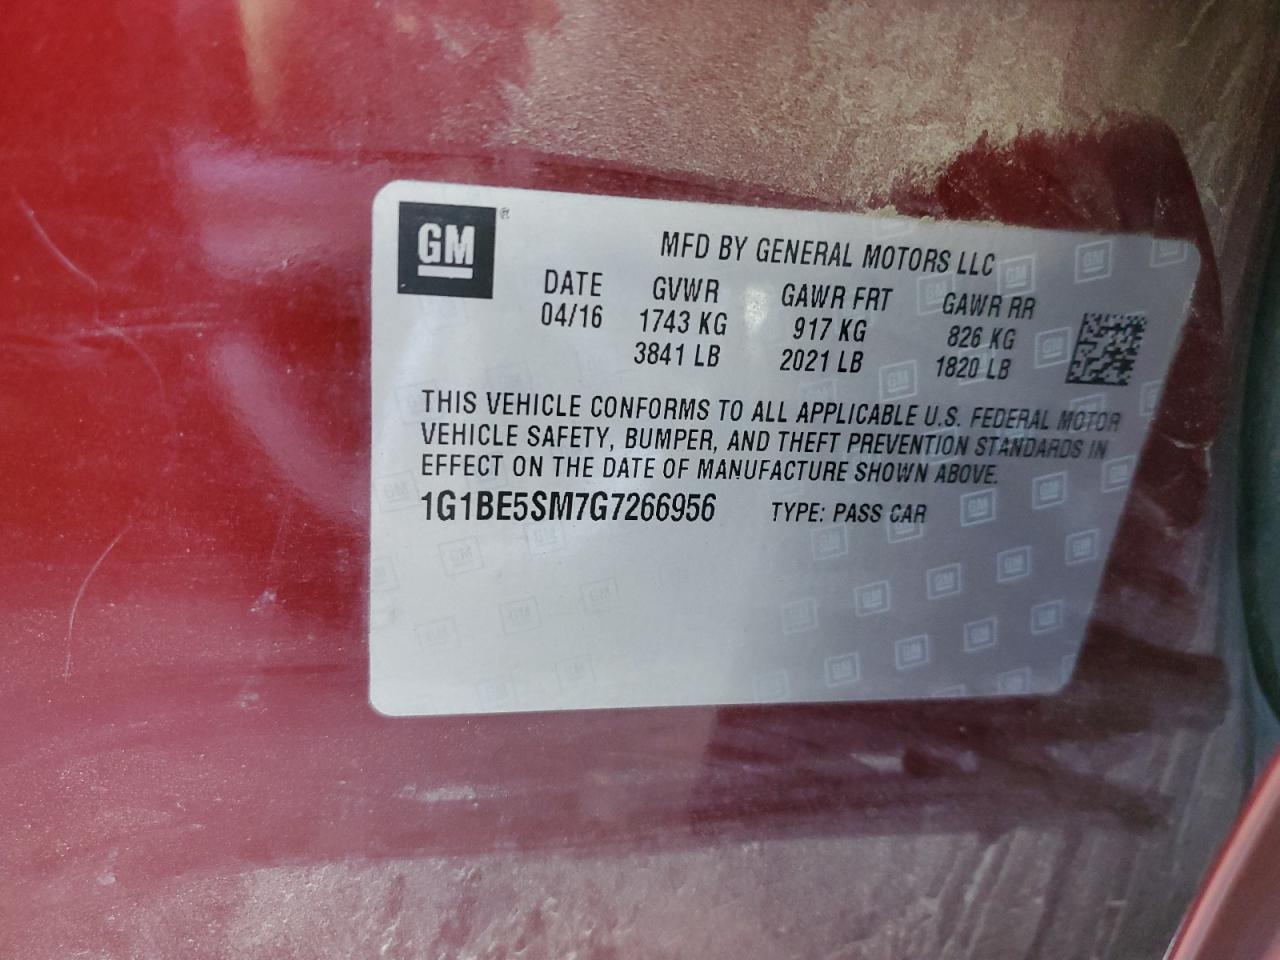 GM ®
MFD BY GENERAL MOTORS LLC
DATE GVWR GAWR FRT GAWR RR
04/16 1743 KG 917 KG 826 KG
3841 LB 2021 LB 1820 LB
THIS VEHICLE CONFORMS TO ALL APPLICABLE U.S. FEDERAL MOTOR
VEHICLE SAFETY, BUMPER, AND THEFT PREVENTION STANDARDS IN
EFFECT ON THE DATE OF MANUFACTURE SHOWN ABOVE.
1G1BE5SM7G7266956 TYPE: PASS CAR